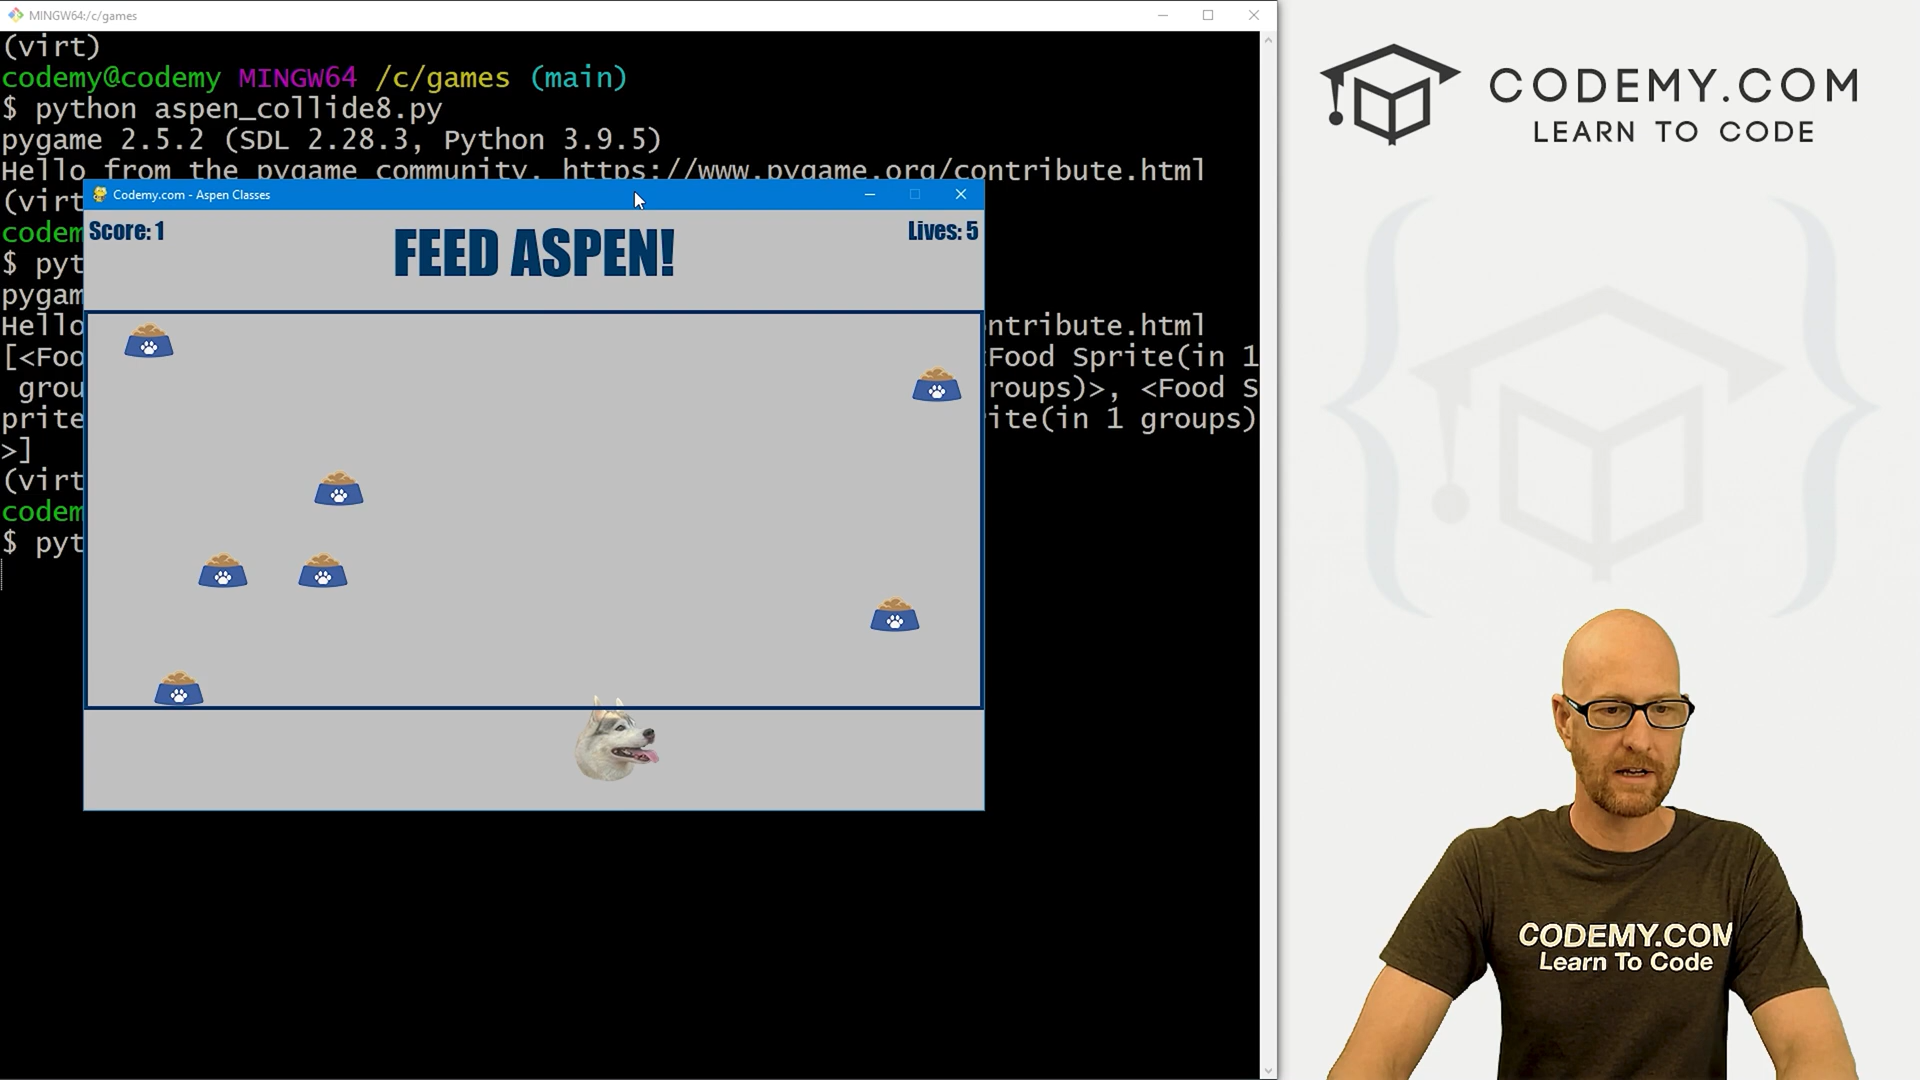 MINGW64:/c/games
(virt)
codemy@codemy MINGW64 /c/games (main)
$ python aspen_collide8.py
pygame 2.5.2 (SDL 2.28.3, Python 3.9.5)
Hello from the pygame community. https://www.pygame.org/contribute.html
(virt
codem
$ pyt
pygam
Hello ontribute.html
[<Foo Food Sprite(in 1
grou roups)>, <Food S
prite ite(in 1 groups)
>]
(virt
codem
$ pyt
Codemy.com - Aspen Classes
Score: 1
FEED ASPEN!
Lives: 5
CODEMY.COM
LEARN TO CODE
CODEMY.COM
Learn To Code